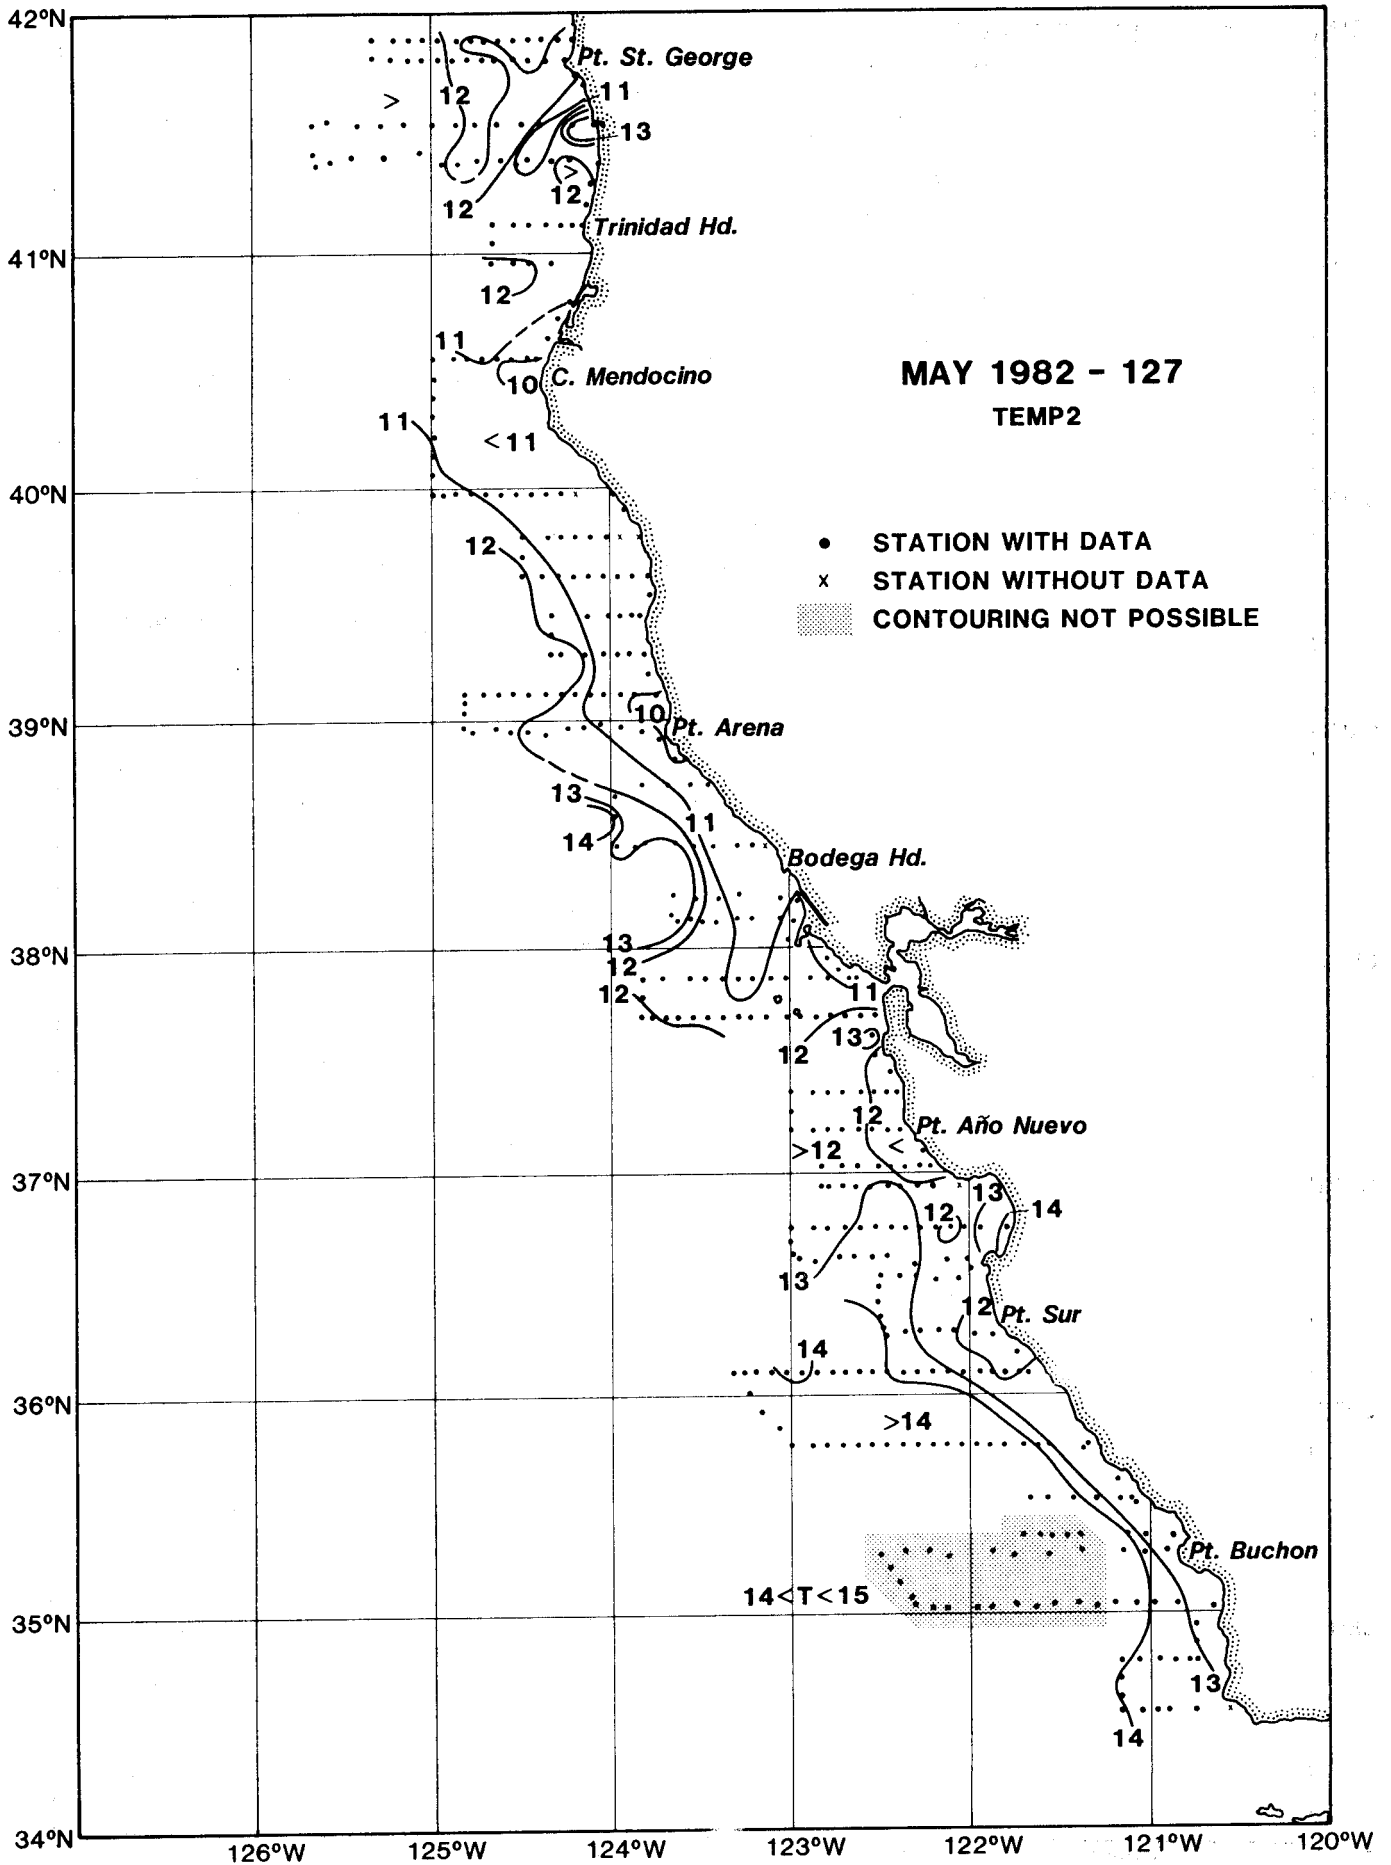 42°N
Pt. St. George
12
>
11
13
>
12
12
Trinidad Hd.
41°N
12
11
10
C. Mendocino
MAY 1982 - 127
TEMP2
11
<11
40°N
12
• STATION WITH DATA
x STATION WITHOUT DATA
CONTOURING NOT POSSIBLE
10
39°N
Pt. Arena
13
14
11
Bodega Hd.
13
38°N
12
12
11
13
12
12
Pt. Año Nuevo
>12
<
37°N
13
12
14
13
12
Pt. Sur
14
36°N
>14
Pt. Buchon
14<T<15
35°N
13
14
34°N
126°W
125°W
124°W
123°W
122°W
121°W
120°W